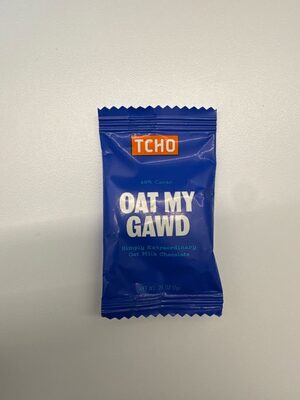 TCHO
OAT MY
GAWD
Simply Extraordinary
Oat Milk Chocolate